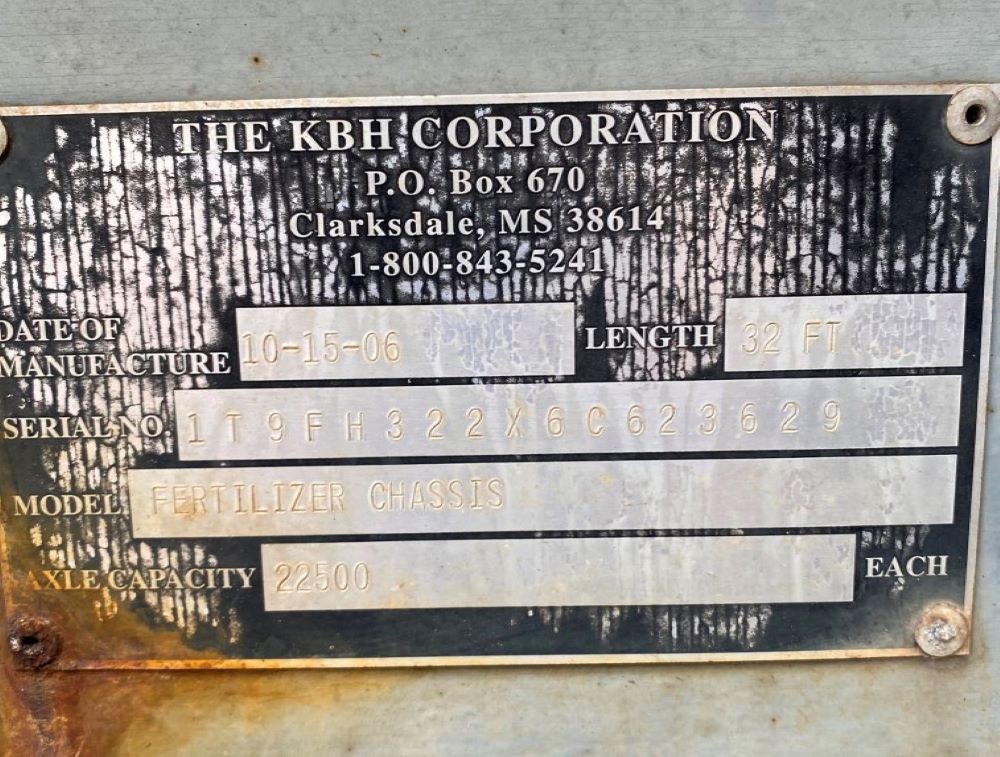 THE KBH CORPORATION
P.O. Box 670
Clarksdale, MS 38614
1-800-843-5241
DATE OF MANUFACTURE 10-15-06 LENGTH 32 FT
SERIAL NO. 1T9FH322X6C623629
MODEL FERTILIZER CHASSIS
AXLE CAPACITY 22500 EACH